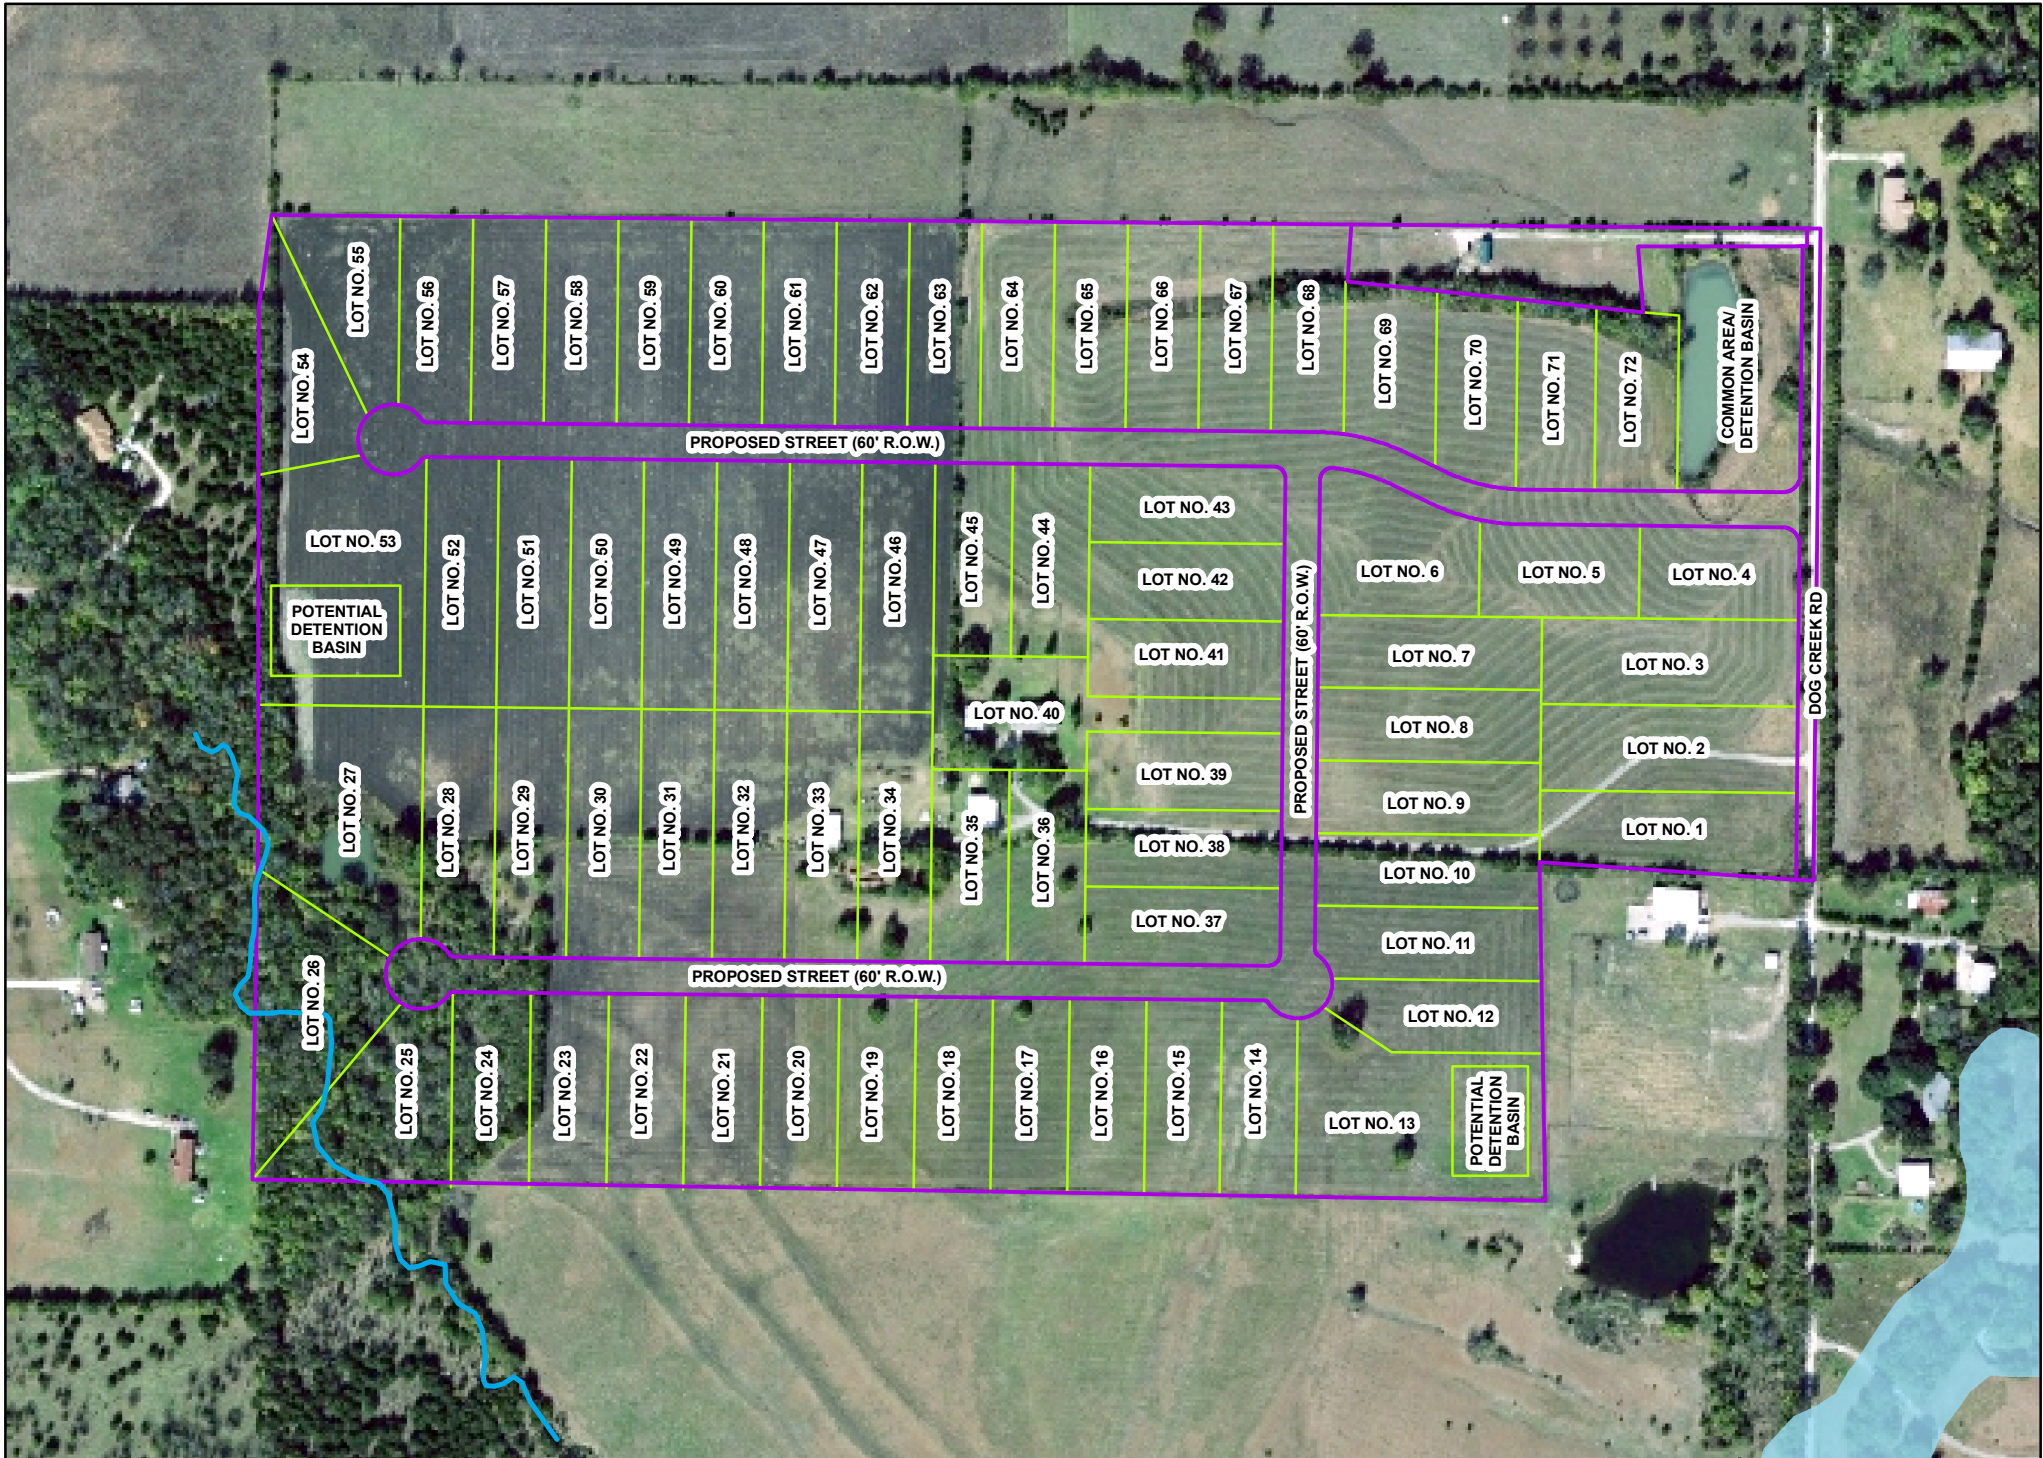 LOT NO. 55
LOT NO. 56
LOT NO. 57
LOT NO. 58
LOT NO. 59
LOT NO. 60
LOT NO. 61
LOT NO. 62
LOT NO. 63
LOT NO. 64
LOT NO. 65
LOT NO. 66
LOT NO. 67
LOT NO. 68
LOT NO. 69
LOT NO. 70
LOT NO. 71
LOT NO. 72
COMMON AREA/
DETENTION BASIN
LOT NO. 54
PROPOSED STREET (60' R.O.W.)
LOT NO. 53
POTENTIAL
DETENTION
BASIN
LOT NO. 52
LOT NO. 51
LOT NO. 50
LOT NO. 49
LOT NO. 48
LOT NO. 47
LOT NO. 46
LOT NO. 45
LOT NO. 44
LOT NO. 43
LOT NO. 42
LOT NO. 41
LOT NO. 40
LOT NO. 39
LOT NO. 38
LOT NO. 37
PROPOSED STREET (60' R.O.W.)
LOT NO. 6
LOT NO. 5
LOT NO. 4
LOT NO. 7
LOT NO. 3
LOT NO. 8
LOT NO. 2
LOT NO. 9
LOT NO. 1
LOT NO. 10
LOT NO. 11
LOT NO. 12
DOG CREEK RD
LOT NO. 27
LOT NO. 28
LOT NO. 29
LOT NO. 30
LOT NO. 31
LOT NO. 32
LOT NO. 33
LOT NO. 34
LOT NO. 35
LOT NO. 36
PROPOSED STREET (60' R.O.W.)
LOT NO. 26
LOT NO. 25
LOT NO. 24
LOT NO. 23
LOT NO. 22
LOT NO. 21
LOT NO. 20
LOT NO. 19
LOT NO. 18
LOT NO. 17
LOT NO. 16
LOT NO. 15
LOT NO. 14
LOT NO. 13
POTENTIAL
DETENTION
BASIN